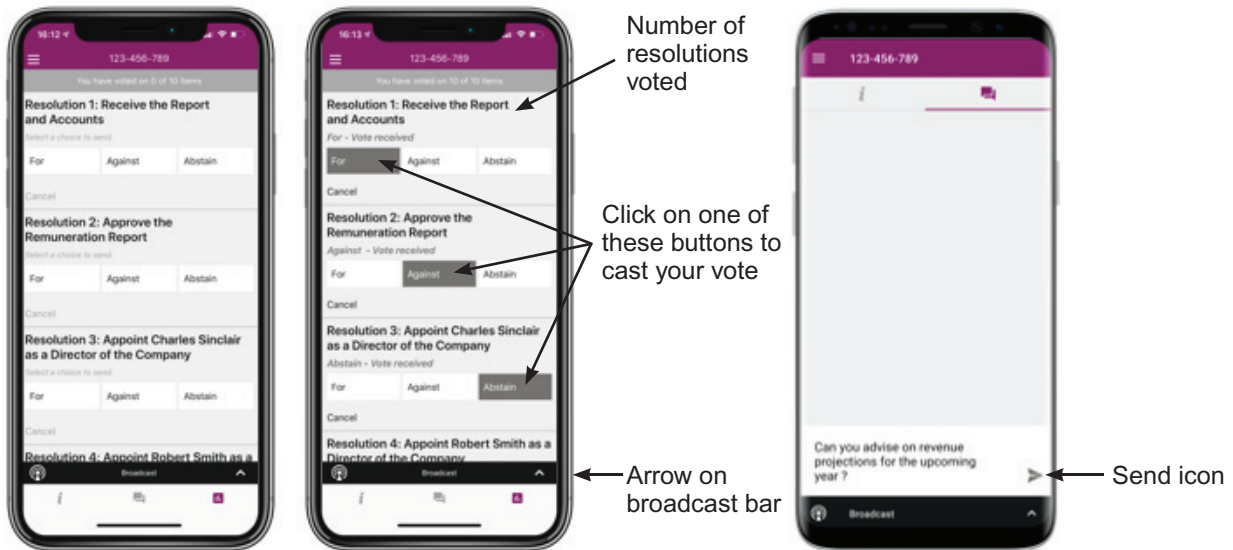 16:12
123-456-789
You have voted on 0 of 10 items
Resolution 1: Receive the Report
and Accounts
Select a choice to send.
For Against Abstain
Cancel
Resolution 2: Approve the
Remuneration Report
Select a choice to send.
For Against Abstain
Cancel
Resolution 3: Appoint Charles Sinclair
as a Director of the Company
Select a choice to send.
For Against Abstain
Cancel
Resolution 4: Appoint Robert Smith as a
Broadcast
16:13
123-456-789
You have voted on 10 of 10 items
Resolution 1: Receive the Report
and Accounts
For - Vote received
For Against Abstain
Cancel
Resolution 2: Approve the
Remuneration Report
Against - Vote received
For Against Abstain
Cancel
Resolution 3: Appoint Charles Sinclair
as a Director of the Company
Abstain - Vote received
For Against Abstain
Cancel
Resolution 4: Appoint Robert Smith as a
Director of the Company
Broadcast
Number of
resolutions
voted
Click on one of
these buttons to
cast your vote
Arrow on
broadcast bar
123-456-789
Can you advise on revenue
projections for the upcoming
year ?
Broadcast
Send icon